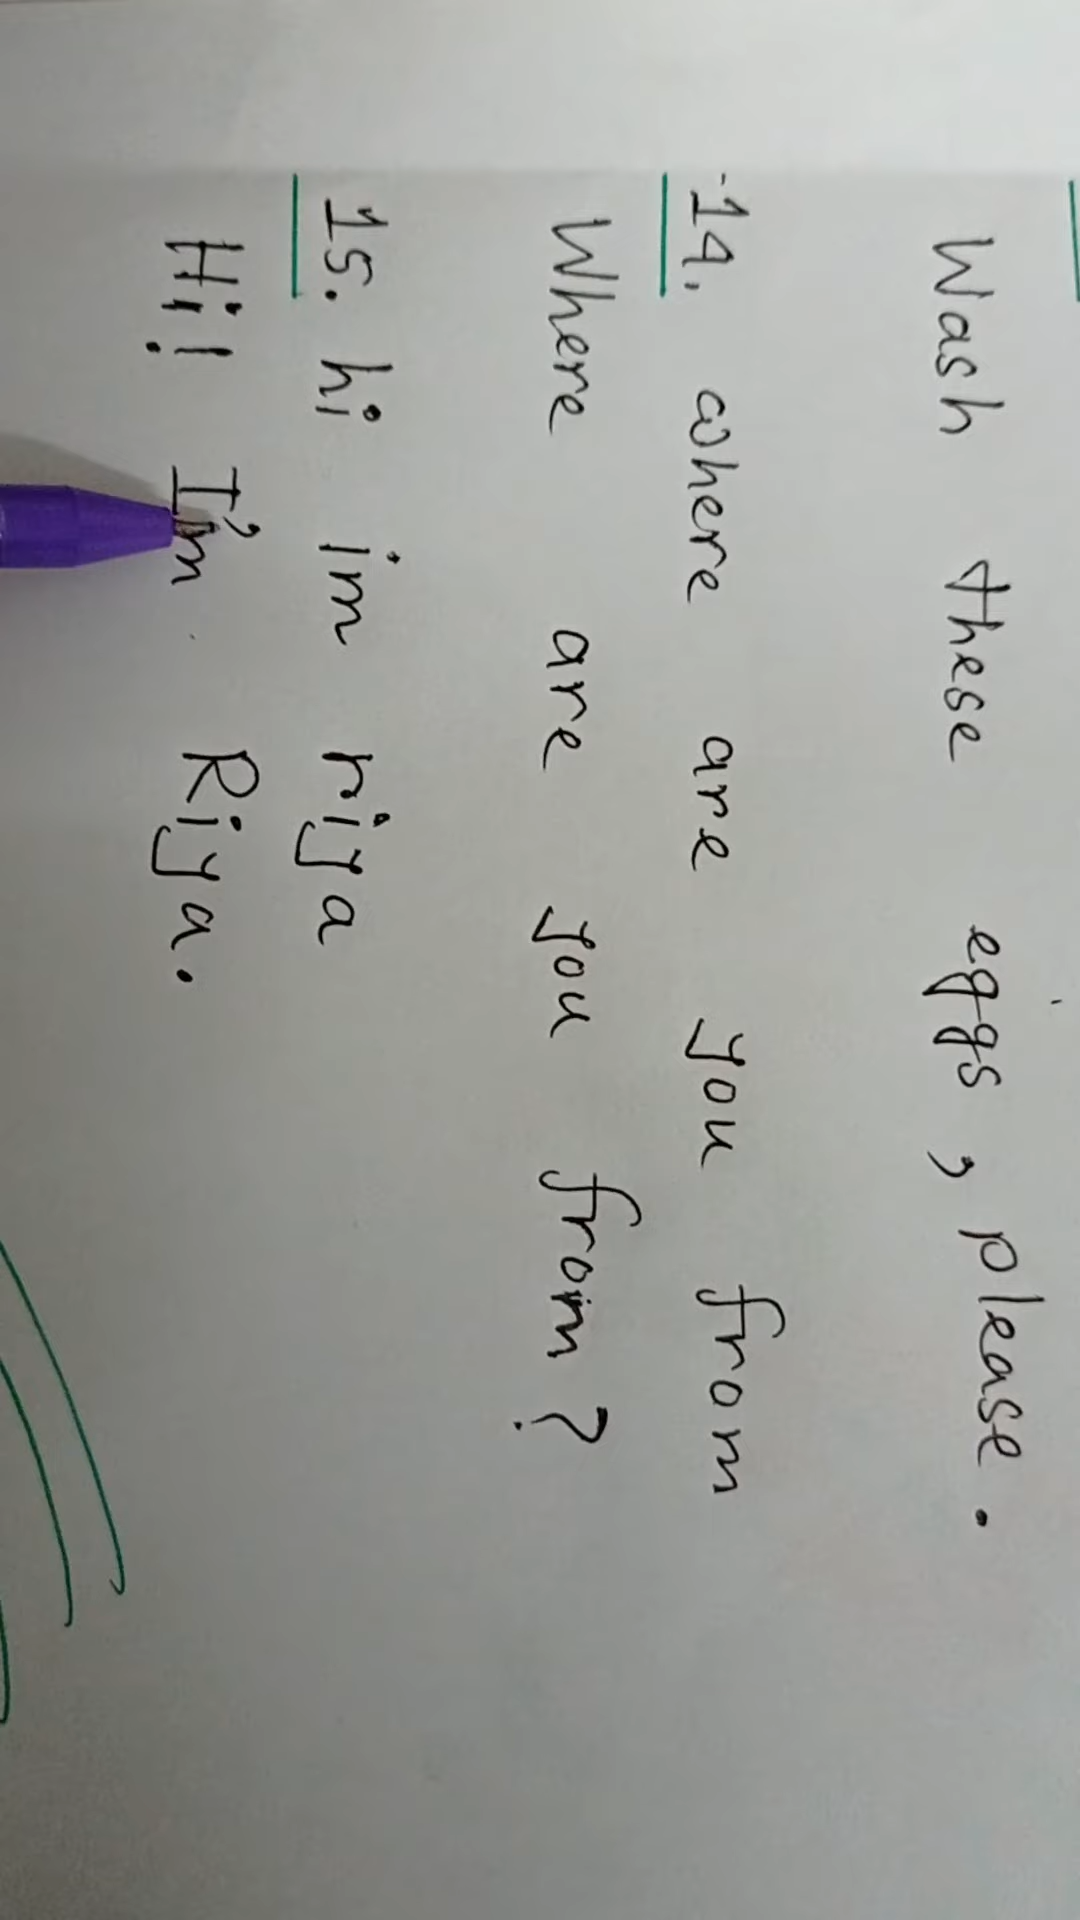 Wash these eggs, please.
14. where are you from
Where are you from?
15. hi im rija
Hi! I'm Rija.